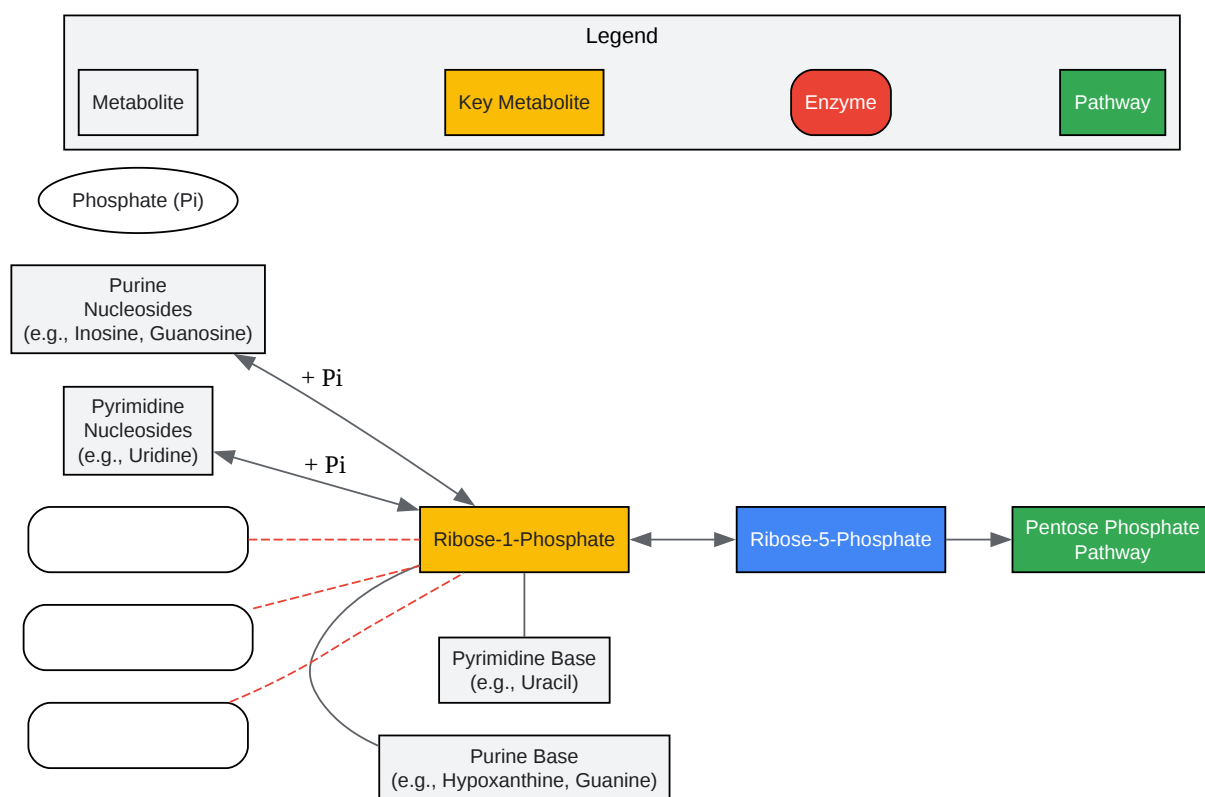 Legend
Metabolite
Key Metabolite
Enzyme
Pathway
Phosphate (Pi)
Purine
Nucleosides
(e.g., Inosine, Guanosine)
+ Pi
Pyrimidine
Nucleosides
(e.g., Uridine)
+ Pi
Ribose-1-Phosphate
Ribose-5-Phosphate
Pentose Phosphate
Pathway
Pyrimidine Base
(e.g., Uracil)
Purine Base
(e.g., Hypoxanthine, Guanine)